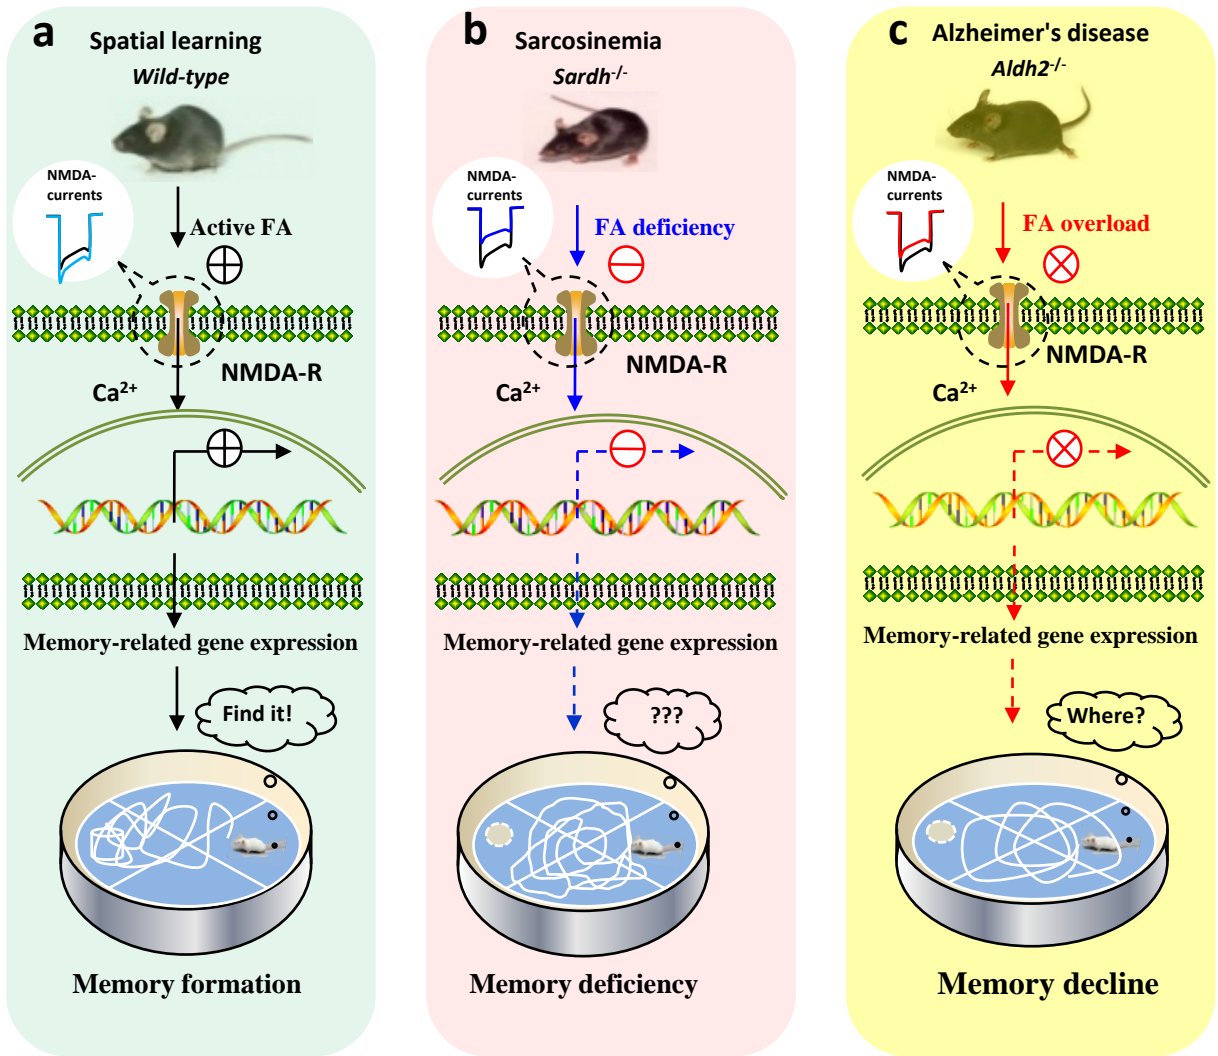 a
Spatial learning
Wild-type
NMDA-
currents
Active FA
NMDA-R
Ca2+
Memory-related gene expression
Find it!
Memory formation
b
Sarcosinemia
Sardh-/-
NMDA-
currents
FA deficiency
NMDA-R
Ca2+
Memory-related gene expression
???
Memory deficiency
c
Alzheimer's disease
Aldh2-/-
NMDA-
currents
FA overload
NMDA-R
Ca2+
Memory-related gene expression
Where?
Memory decline